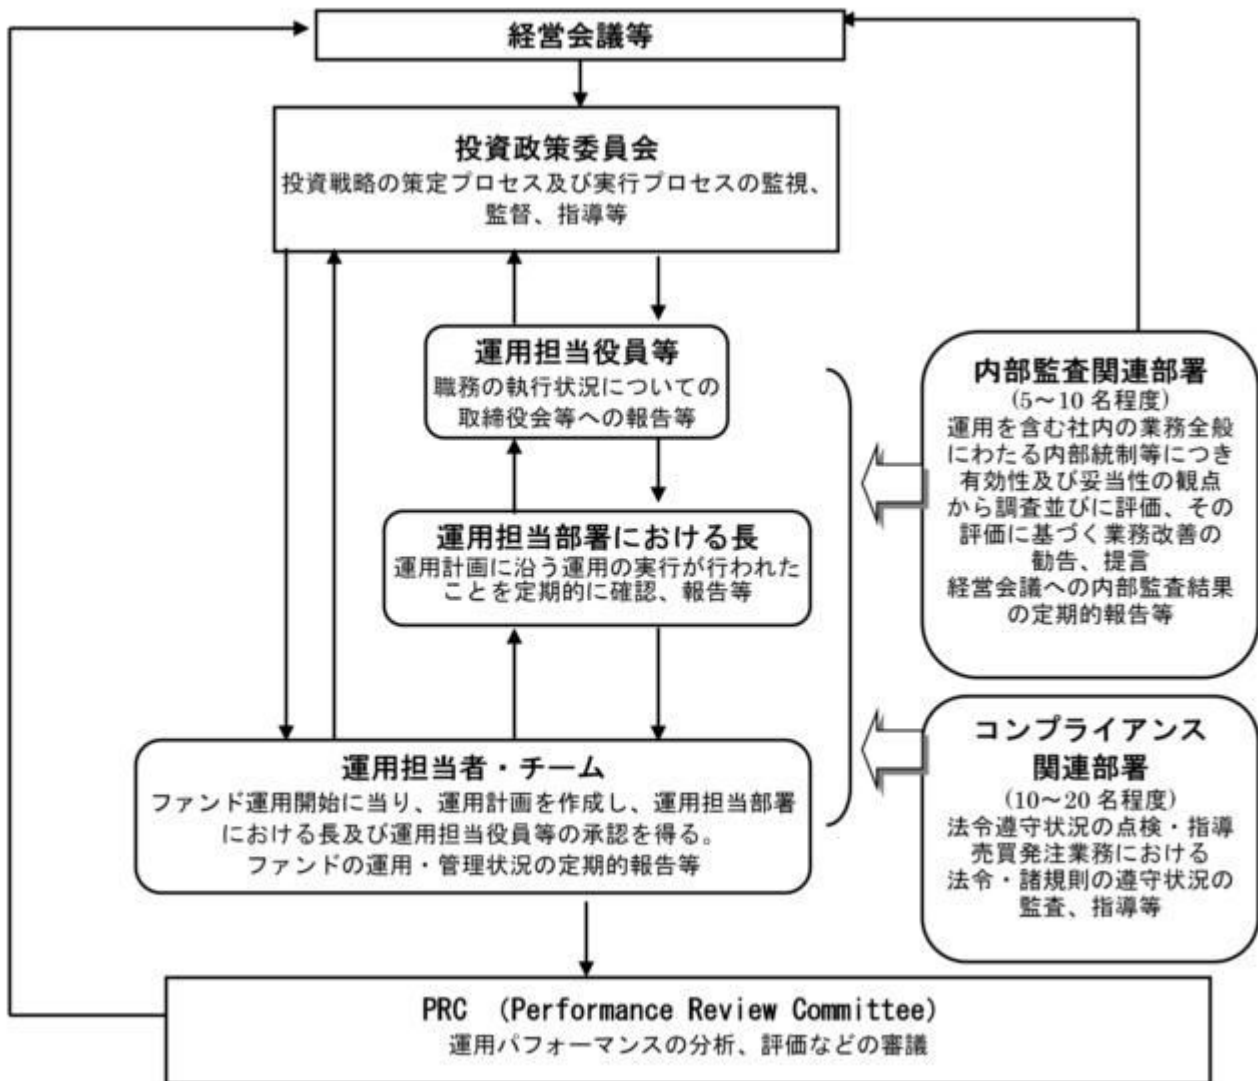 経営会議等
投資政策委員会
投資戦略の策定プロセス及び実行プロセスの監視、
監督、指導等
運用担当役員等
職務の執行状況についての
取締役会等への報告等
運用担当部署における長
運用計画に沿う運用の実行が行われた
ことを定期的に確認、報告等
運用担当者・チーム
ファンド運用開始に当り、運用計画を作成し、運用担当部署
における長及び運用担当役員等の承認を得る。
ファンドの運用・管理状況の定期的報告等
内部監査関連部署
(5～10 名程度)
運用を含む社内の業務全般
にわたる内部統制等につき
有効性及び妥当性の観点
から調査並びに評価、その
評価に基づく業務改善の
勧告、提言
経営会議への内部監査結果
の定期的報告等
コンプライアンス
関連部署
(10～20 名程度)
法令遵守状況の点検・指導
売買発注業務における
法令・諸規則の遵守状況の
監査、指導等
PRC (Performance Review Committee)
運用パフォーマンスの分析、評価などの審議